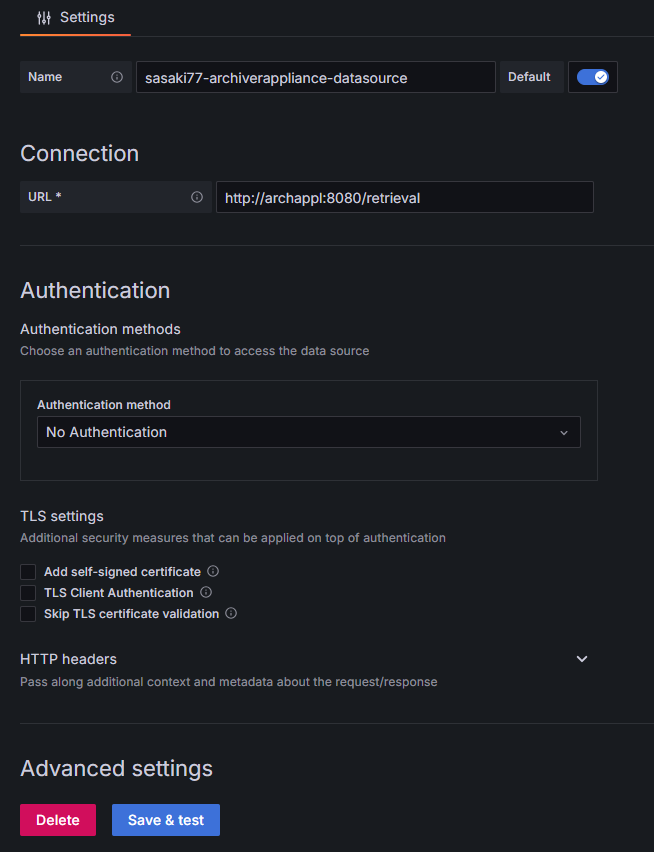 Settings
Name sasaki77-archiverappliance-datasource Default
Connection
URL * http://archappl:8080/retrieval
Authentication
Authentication methods
Choose an authentication method to access the data source
Authentication method
No Authentication
TLS settings
Additional security measures that can be applied on top of authentication
Add self-signed certificate
TLS Client Authentication
Skip TLS certificate validation
HTTP headers
Pass along additional context and metadata about the request/response
Advanced settings
Delete Save & test